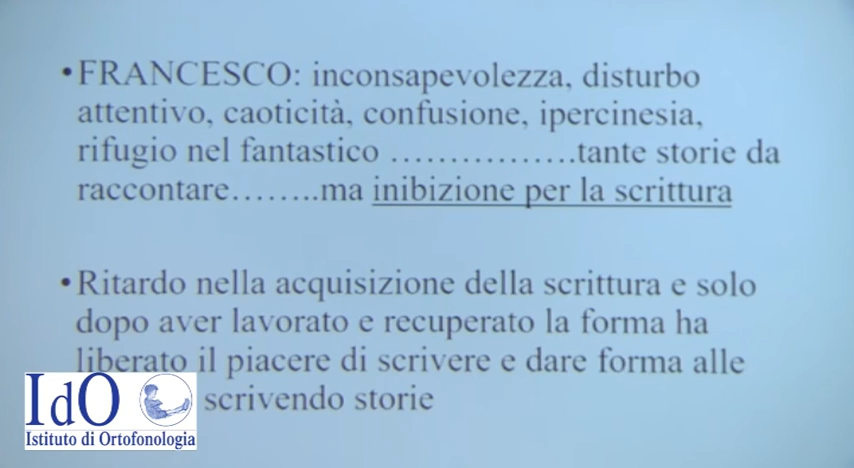 •FRANCESCO: inconsapevolezza, disturbo
attentivo, caoticità, confusione, ipercinesia,
rifugio nel fantastico …………….tante storie da
raccontare……..ma inibizione per la scrittura
•Ritardo nella acquisizione della scrittura e solo
dopo aver lavorato e recuperato la forma ha
liberato il piacere di scrivere e dare forma alle
scrivendo storie
IdO
Istituto di Ortofonologia